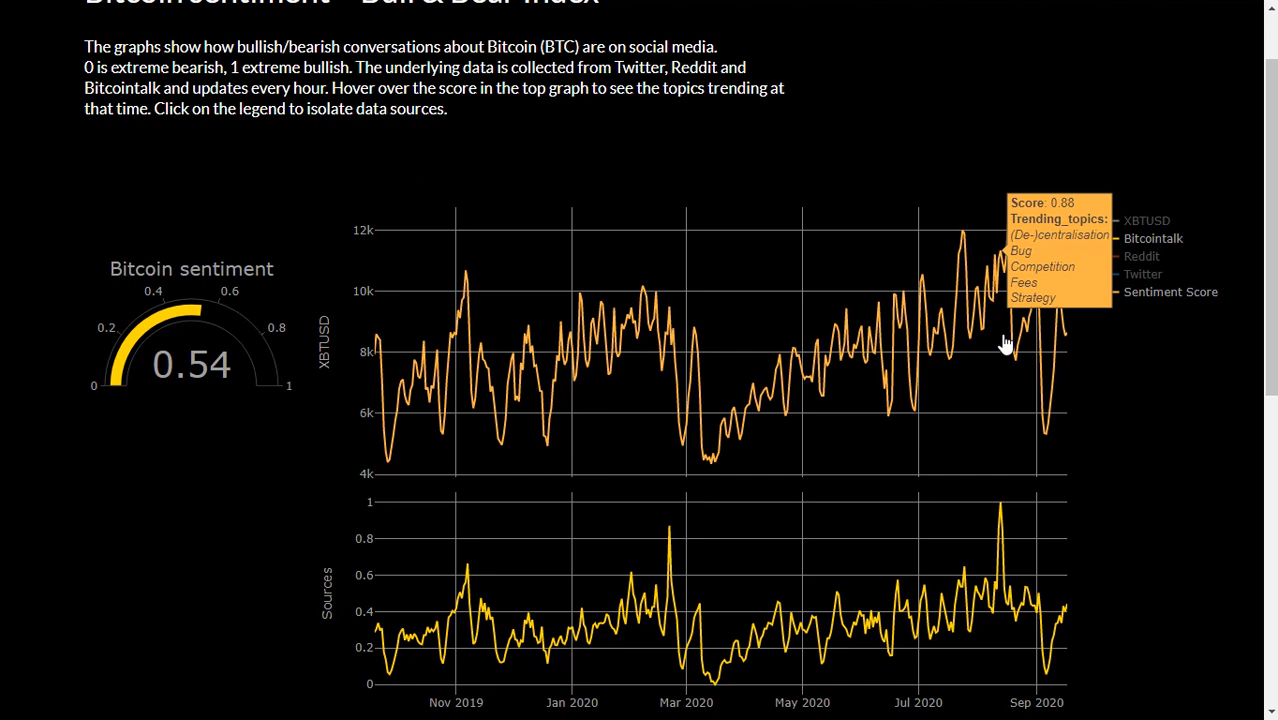 Bitcoin sentiment – Bull & Bear Index
The graphs show how bullish/bearish conversations about Bitcoin (BTC) are on social media.
0 is extreme bearish, 1 extreme bullish. The underlying data is collected from Twitter, Reddit and
Bitcointalk and updates every hour. Hover over the score in the top graph to see the topics trending at
that time. Click on the legend to isolate data sources.
Bitcoin sentiment
0
0.2
0.4
0.6
0.8
1
0.54
XBTUSD
12k
10k
8k
6k
4k
Score: 0.88
Trending_topics:
(De-)centralisation
Bug
Competition
Fees
Strategy
XBTUSD
Bitcointalk
Reddit
Twitter
Sentiment Score
Sources
1
0.8
0.6
0.4
0.2
0
Nov 2019
Jan 2020
Mar 2020
May 2020
Jul 2020
Sep 2020